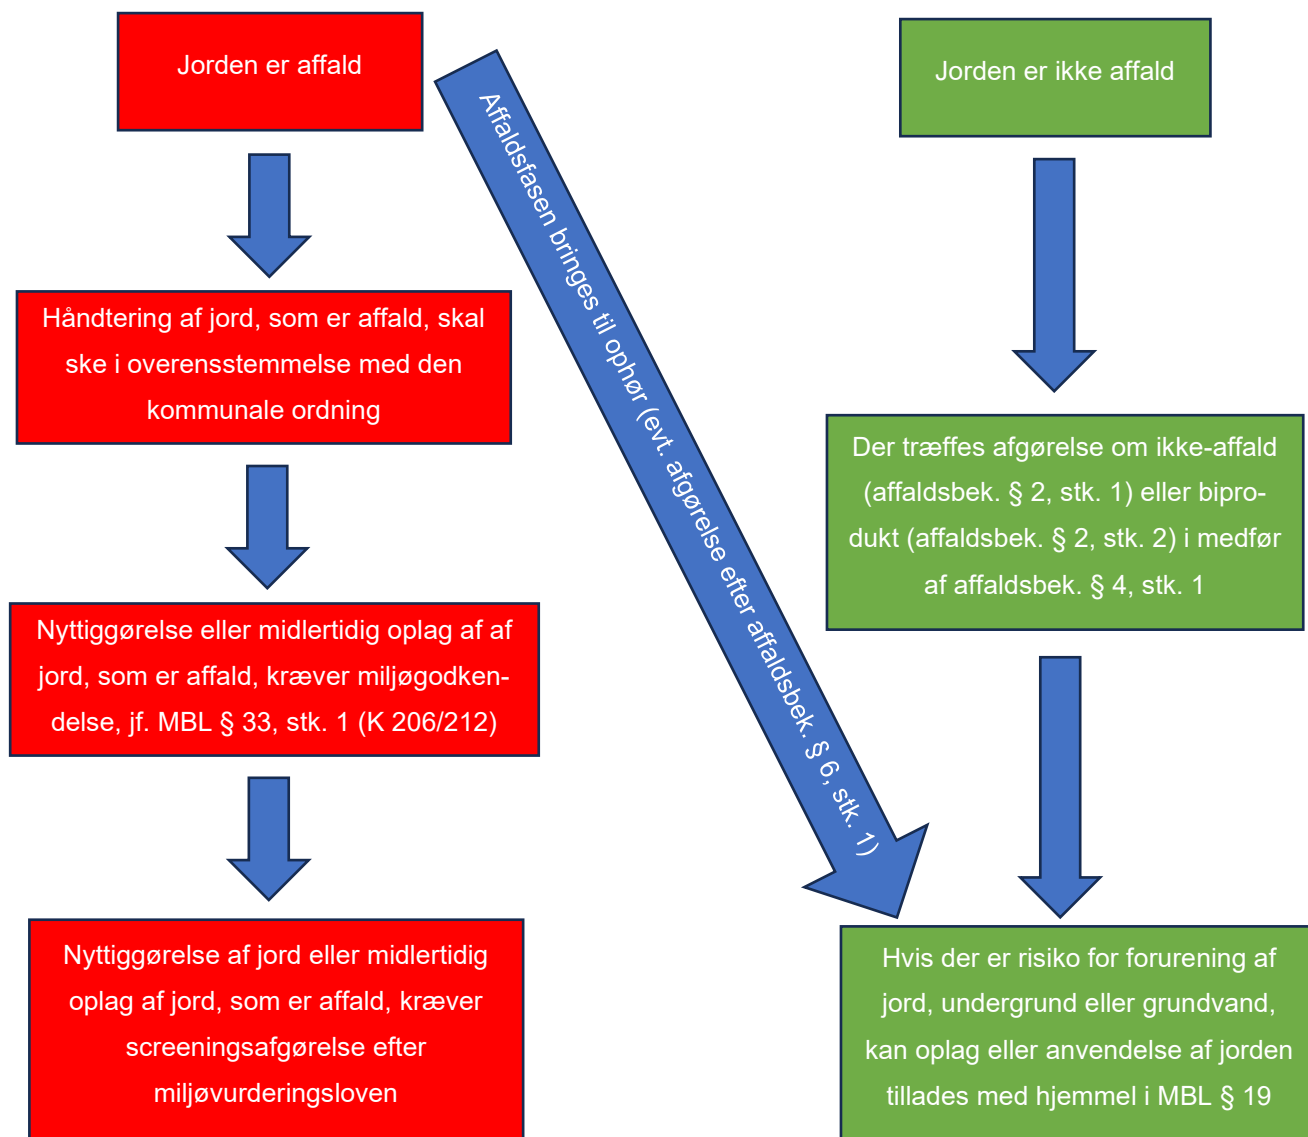 Jorden er affald
Håndtering af jord, som er affald, skal
ske i overensstemmelse med den
kommunale ordning
Nyttiggørelse eller midlertidig oplag af af
jord, som er affald, kræver miljøgodken-
delse, jf. MBL § 33, stk. 1 (K 206/212)
Nyttiggørelse af jord eller midlertidig
oplag af jord, som er affald, kræver
screeningsafgørelse efter
miljøvurderingsloven
Affaldsfasen bringes til ophør (evt. afgørelse efter affaldsbek. § 6, stk. 1)
Jorden er ikke affald
Der træffes afgørelse om ikke-affald
(affaldsbek. § 2, stk. 1) eller bipro-
dukt (affaldsbek. § 2, stk. 2) i medfør
af affaldsbek. § 4, stk. 1
Hvis der er risiko for forurening af
jord, undergrund eller grundvand,
kan oplag eller anvendelse af jorden
tillades med hjemmel i MBL § 19